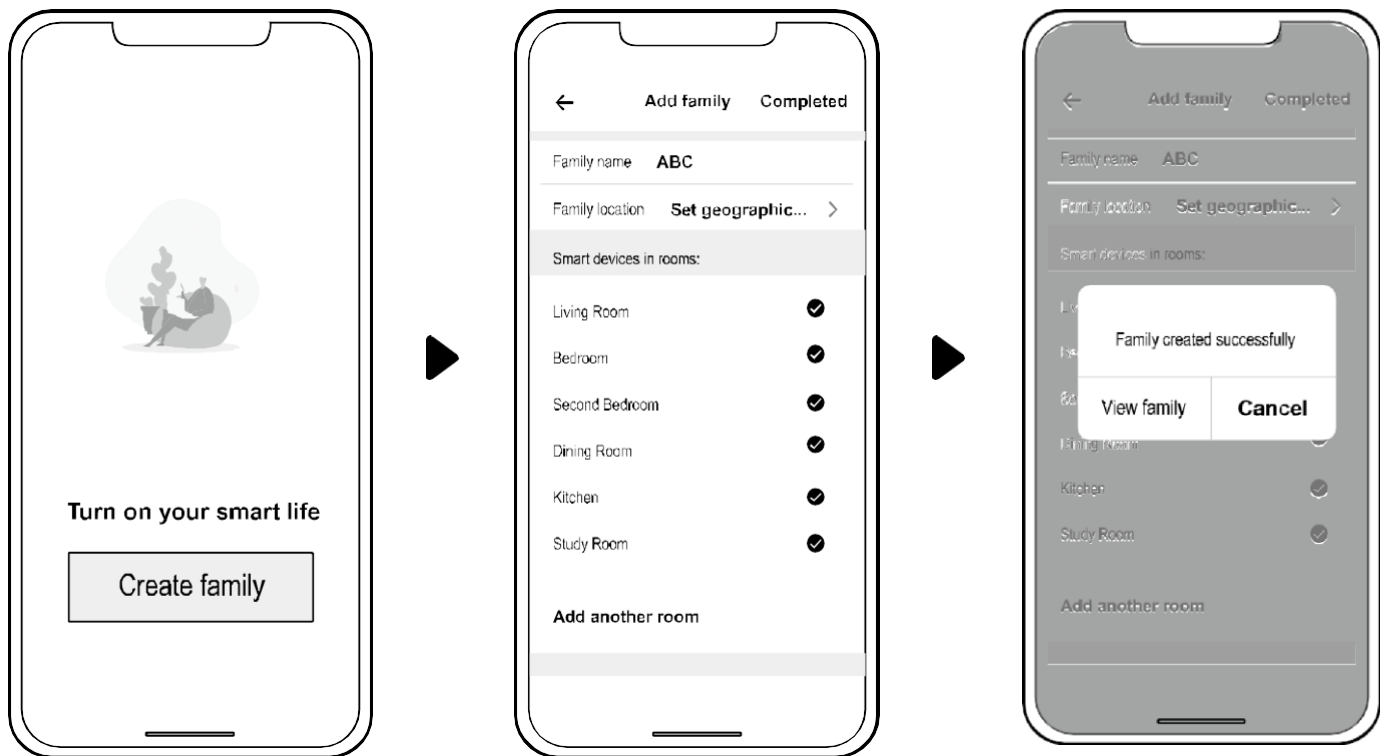 Turn on your smart life
Create family
Add family Completed
Family name ABC
Family location Set geographic... >
Smart devices in rooms:
Living Room
Bedroom
Second Bedroom
Dining Room
Kitchen
Study Room
Add another room
Add family Completed
Family name ABC
Family location Set geographic... >
Smart devices in rooms:
Family created successfully
View family Cancel
Dining Room
Kitchen
Study Room
Add another room